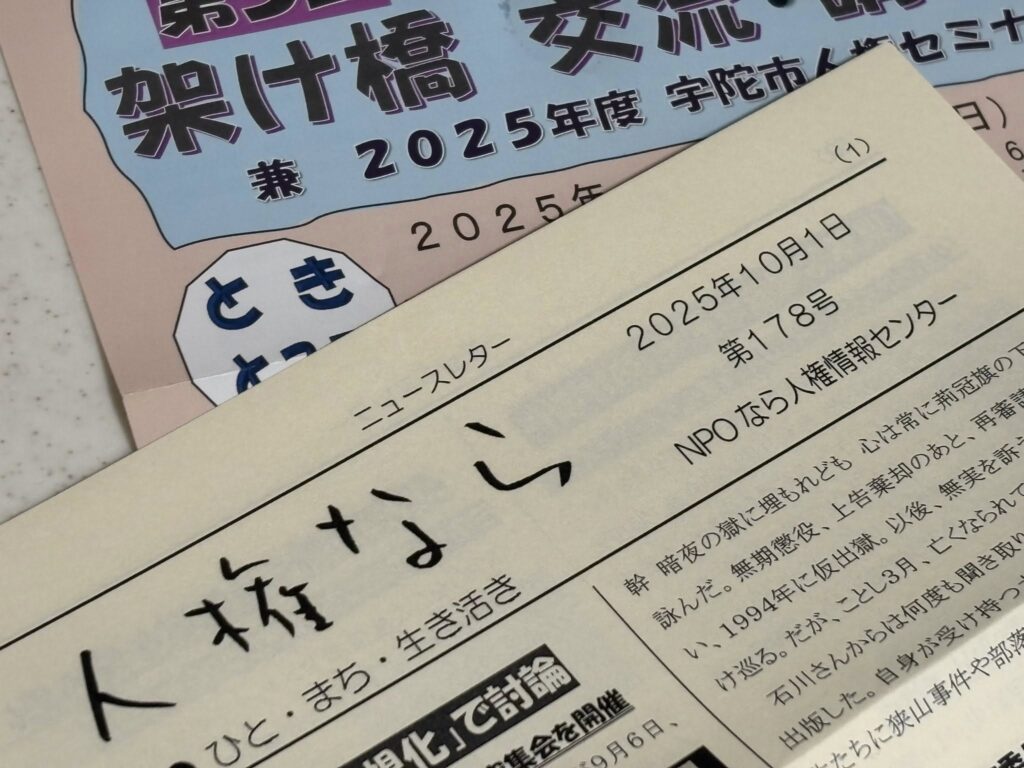 架け橋 交流・講
兼 2025年度 宇陀市人権セミナ
2025年
日）
6
とき
（1）
ニュースレター
2025年10月1日
第178号
NPOなら人権情報センター
人権なら
ひと・まち・生き活き
視化」で討論
集会を開催
9月6日、
幹 暗夜の獄に埋もれども 心は常に荊冠旗の下
詠んだ。無期懲役、上告棄却のあと、再審請
い、1994年に仮出獄。以後、無実を訴う
け巡る。だが、ことし3月、亡くなられて
石川さんからは何度も聞き取り
出版した。自身が受け持つ
たちに狭山事件や部落